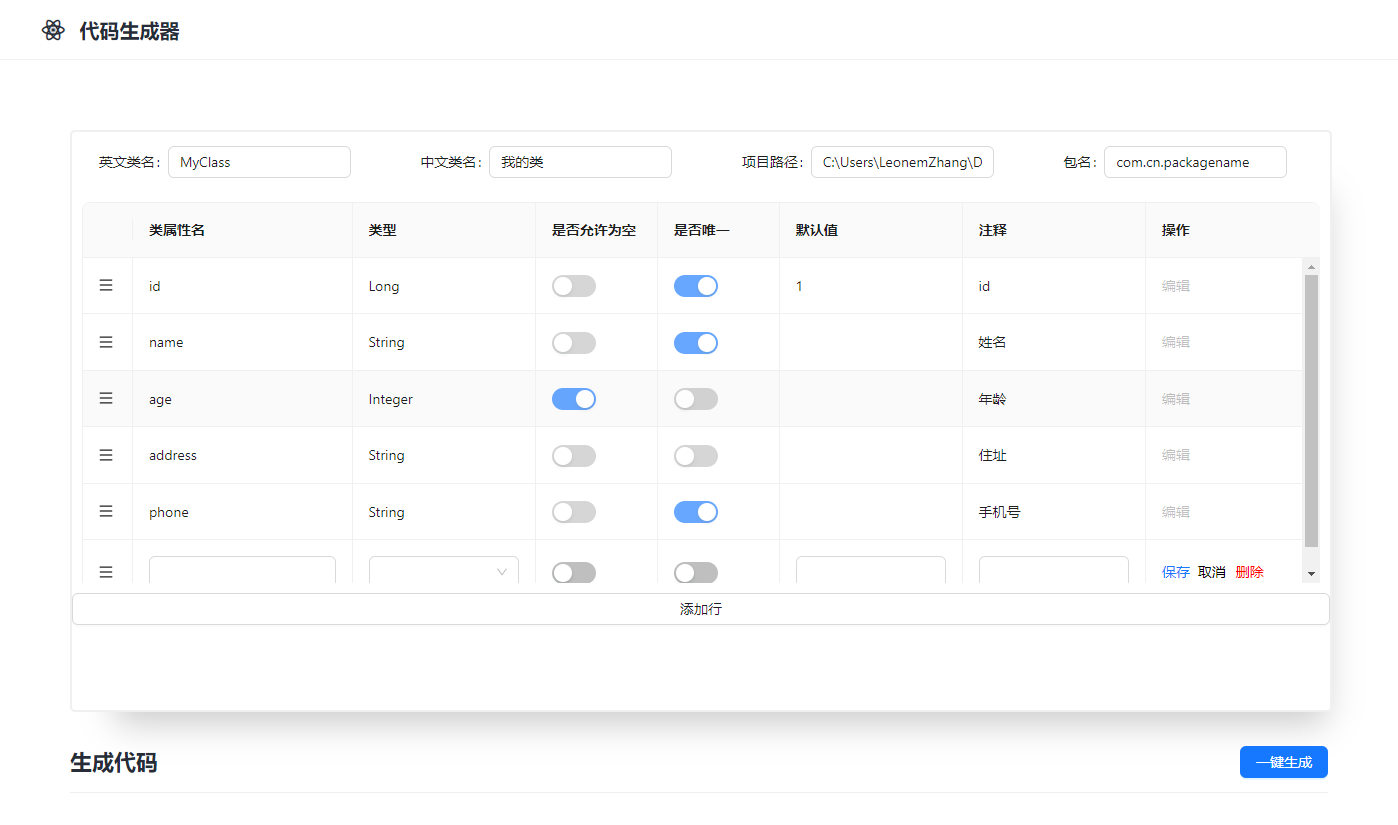 代码生成器
英文类名: MyClass 中文类名: 我的类 项目路径: C:\Users\LeonemZhang\D 包名: com.cn.packagename
类属性名 类型 是否允许为空 是否唯一 默认值 注释 操作
id Long 1 id 编辑
name String 姓名 编辑
age Integer 年龄 编辑
address String 住址 编辑
phone String 手机号 编辑
保存 取消 删除
添加行
生成代码 一键生成